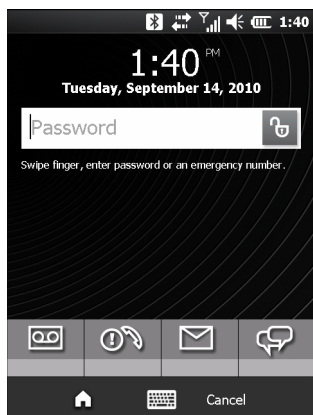 1:40
1:40 PM
Tuesday, September 14, 2010
Password
Swipe finger, enter password or an emergency number.
Cancel